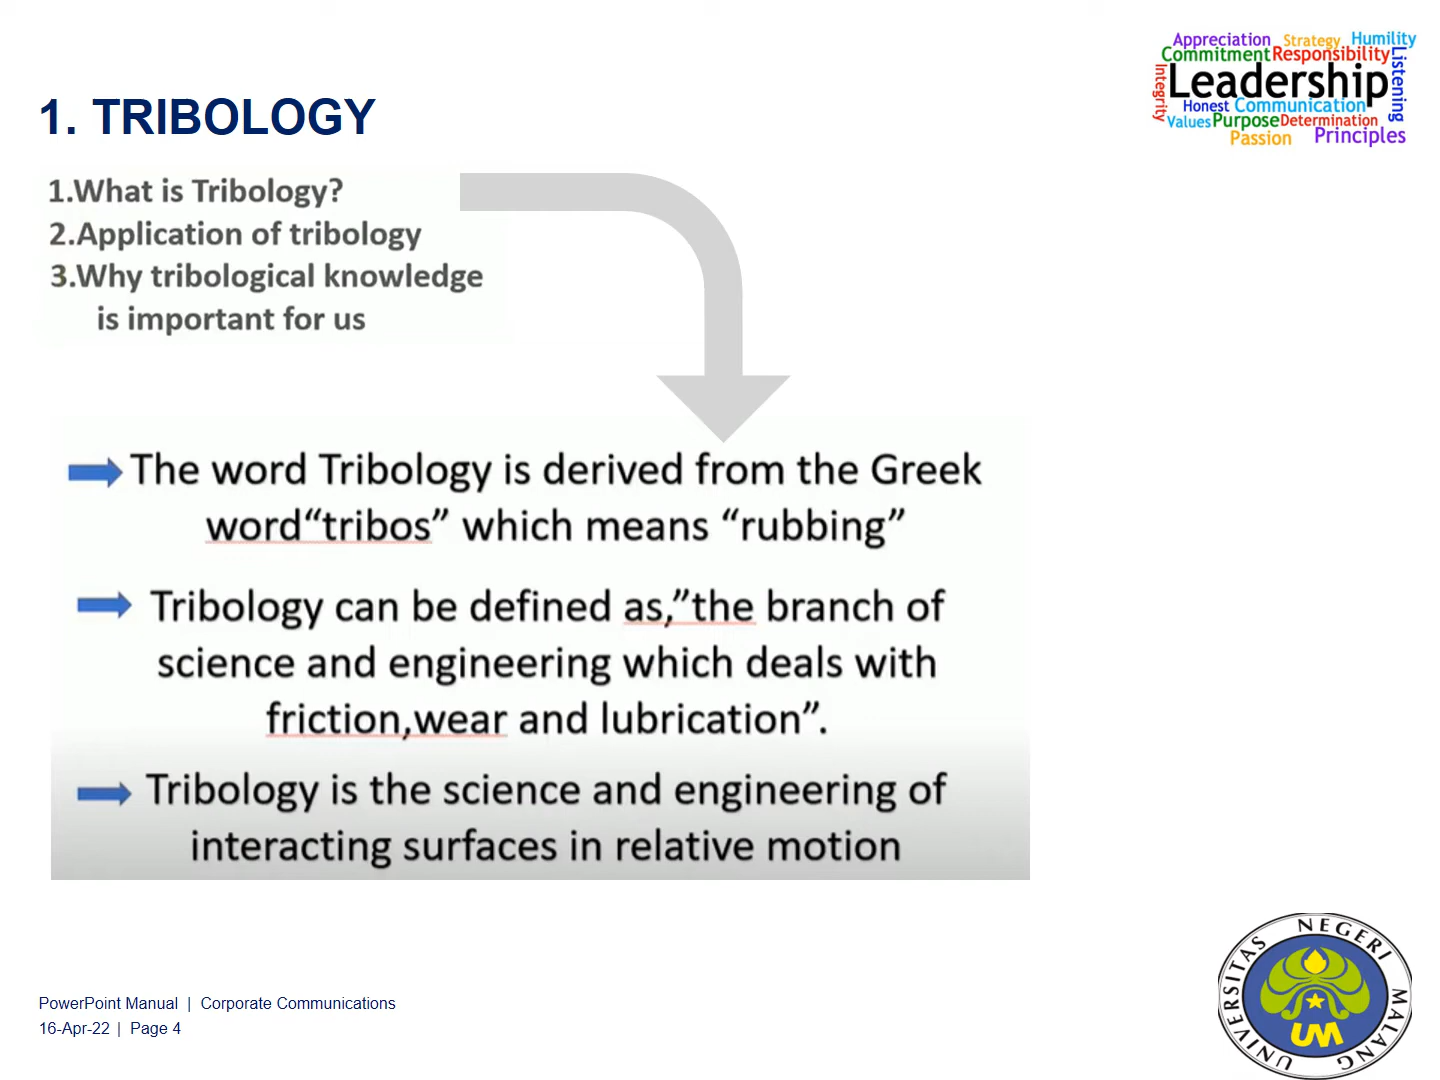 1. TRIBOLOGY
Appreciation Strategy Humility
Commitment Responsibility
Integrity
Leadership
Listening
Honest Communication
Values Purpose Determination
Passion Principles
1.What is Tribology?
2.Application of tribology
3.Why tribological knowledge
is important for us
The word Tribology is derived from the Greek
word“tribos” which means “rubbing”
Tribology can be defined as,”the branch of
science and engineering which deals with
friction,wear and lubrication”.
Tribology is the science and engineering of
interacting surfaces in relative motion
PowerPoint Manual | Corporate Communications
16-Apr-22 | Page 4
UNIVERSITAS NEGERI MALANG
UM